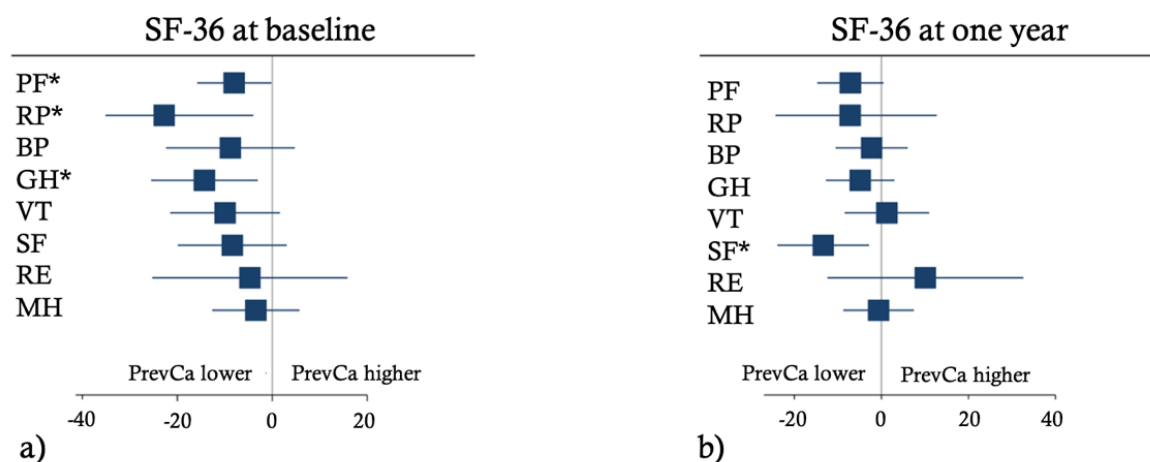 SF-36 at baseline
PF*
RP*
BP
GH*
VT
SF
RE
MH
PrevCa lower
PrevCa higher
-40
-20
0
20
a)
SF-36 at one year
PF
RP
BP
GH
VT
SF*
RE
MH
PrevCa lower
PrevCa higher
-20
0
20
40
b)